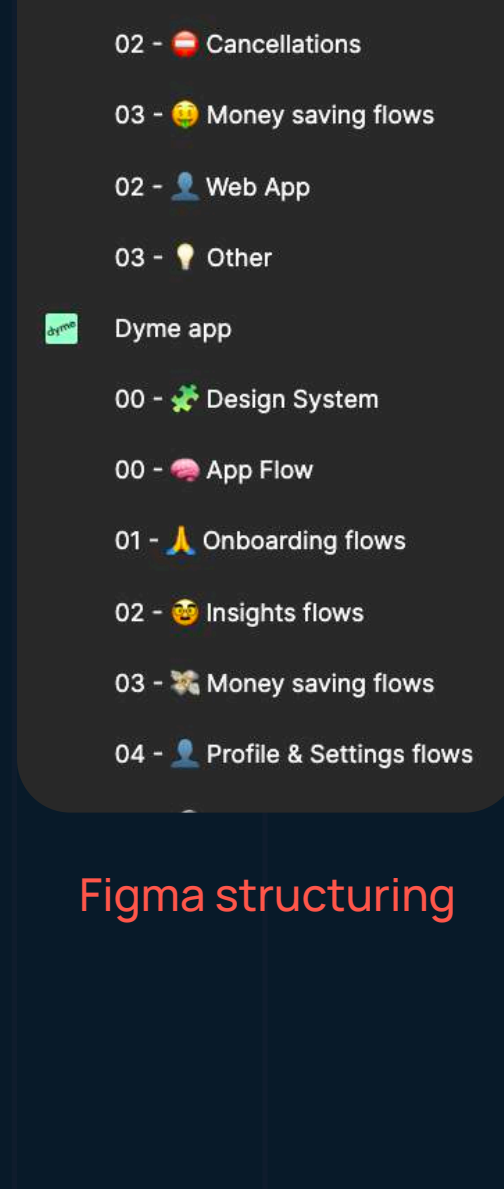 02 - ⛔ Cancellations
03 - 🤑 Money saving flows
02 - 👤 Web App
03 - 💡 Other
dyme Dyme app
00 - 🧩 Design System
00 - 🧠 App Flow
01 - 🙏 Onboarding flows
02 - 🥸 Insights flows
03 - 💸 Money saving flows
04 - 👤 Profile & Settings flows
Figma structuring